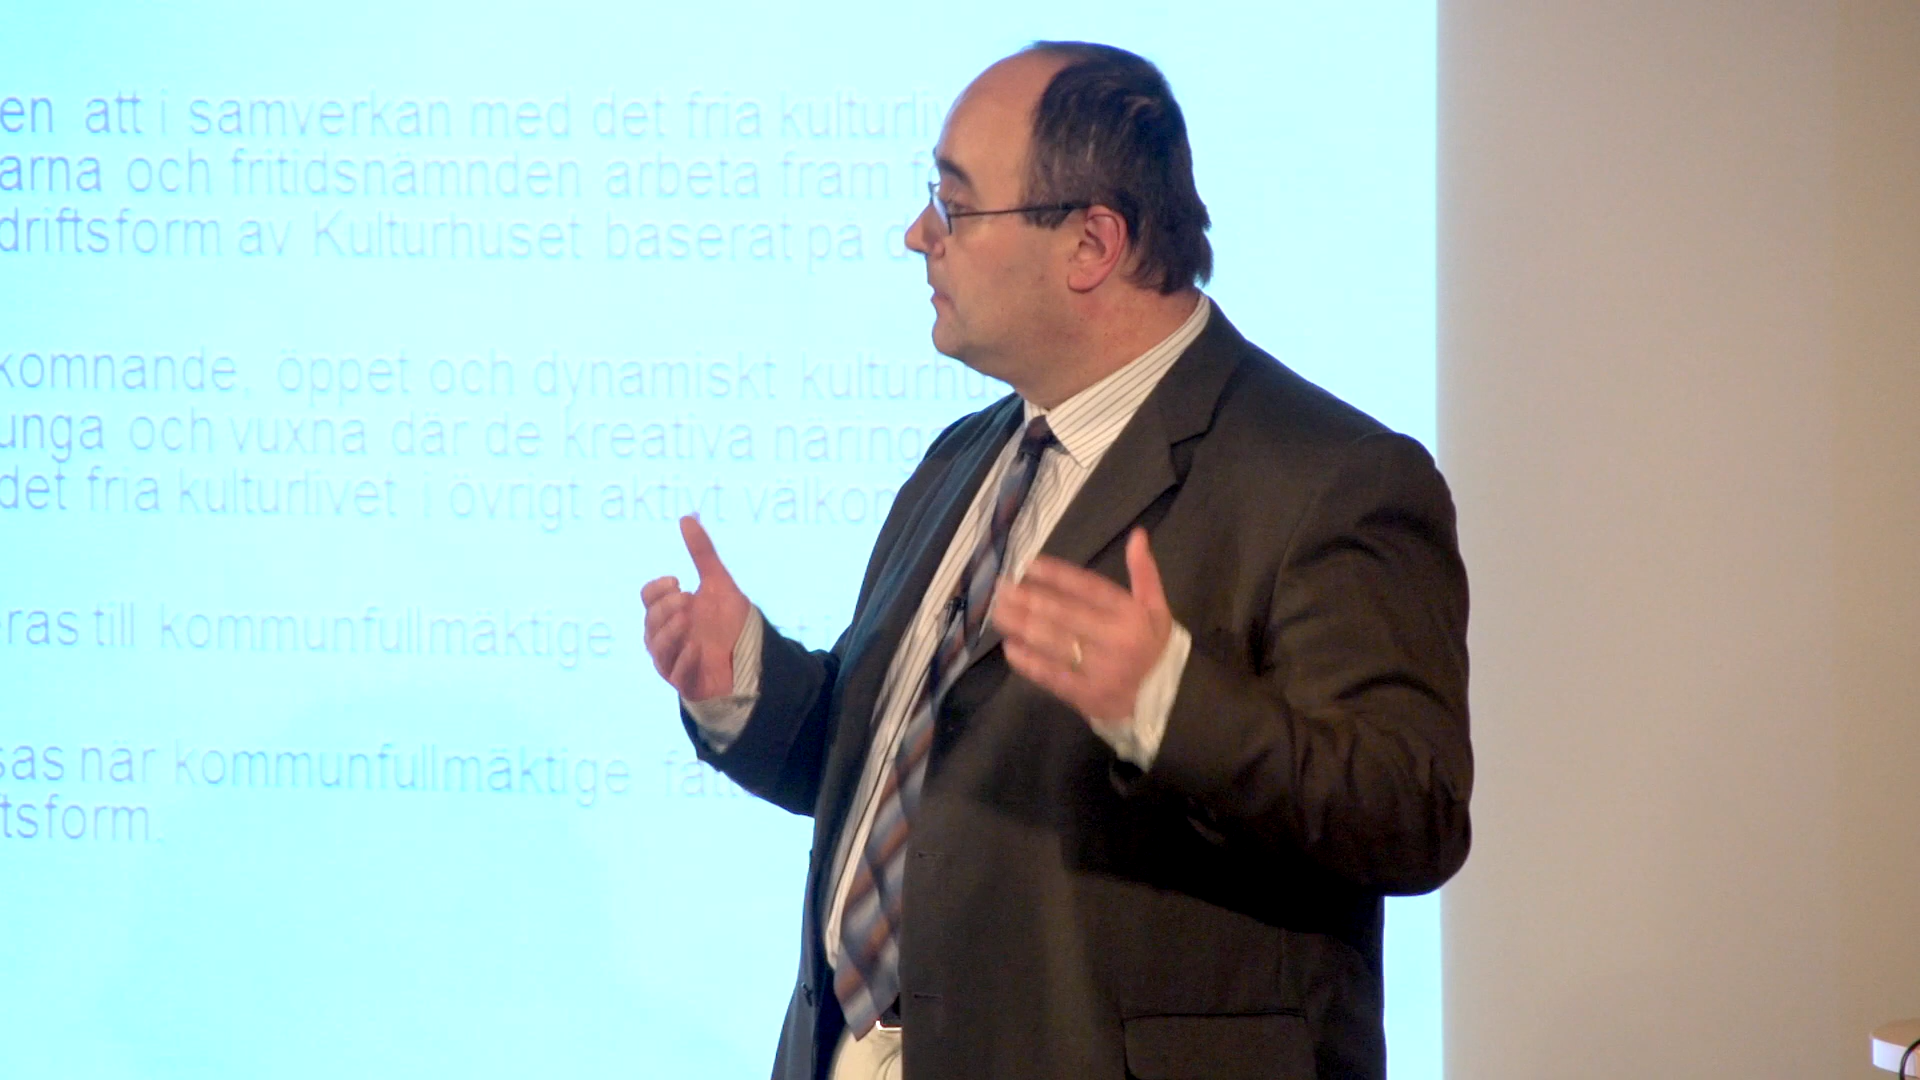 en att i samverkan med det fria kulturliv
arna och fritidsnämnden arbeta fram
driftsform av Kulturhuset baserat på d
komnande, öppet och dynamiskt kulturhu
unga och vuxna där de kreativa näringe
det fria kulturlivet i övrigt aktivt välkom
eras till kommunfullmäktige
sas när kommunfullmäktige fatt
tsform.